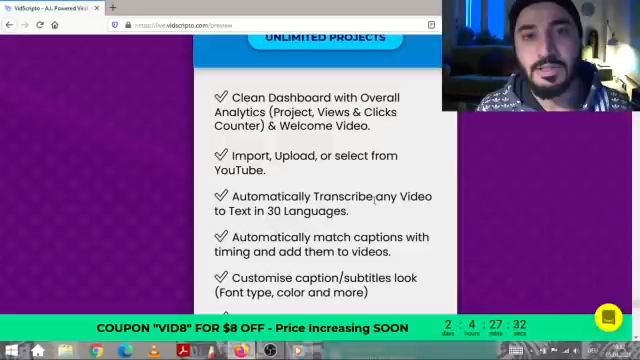 VidScripto - A.I. Powered Vid
https://live.vidscripto.com/preview
UNLIMITED PROJECTS
Clean Dashboard with Overall
Analytics (Project, Views & Clicks
Counter) & Welcome Video.
Import, Upload, or select from
YouTube.
Automatically Transcribe any Video
to Text in 30 Languages.
Automatically match captions with
timing and add them to videos.
Customise caption/subtitles look
(Font type, color and more)
COUPON "VID8" FOR $8 OFF - Price Increasing SOON
2 : 4 : 27 : 32
days hours mins secs
DEU